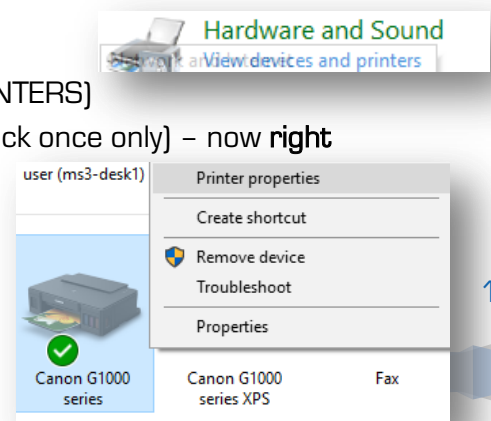 Hardware and Sound
View devices and printers
NTERS)
ck once only) – now right
user (ms3-desk1)
Printer properties
Create shortcut
Remove device
Troubleshoot
Properties
Canon G1000
series
Canon G1000
series XPS
Fax
1